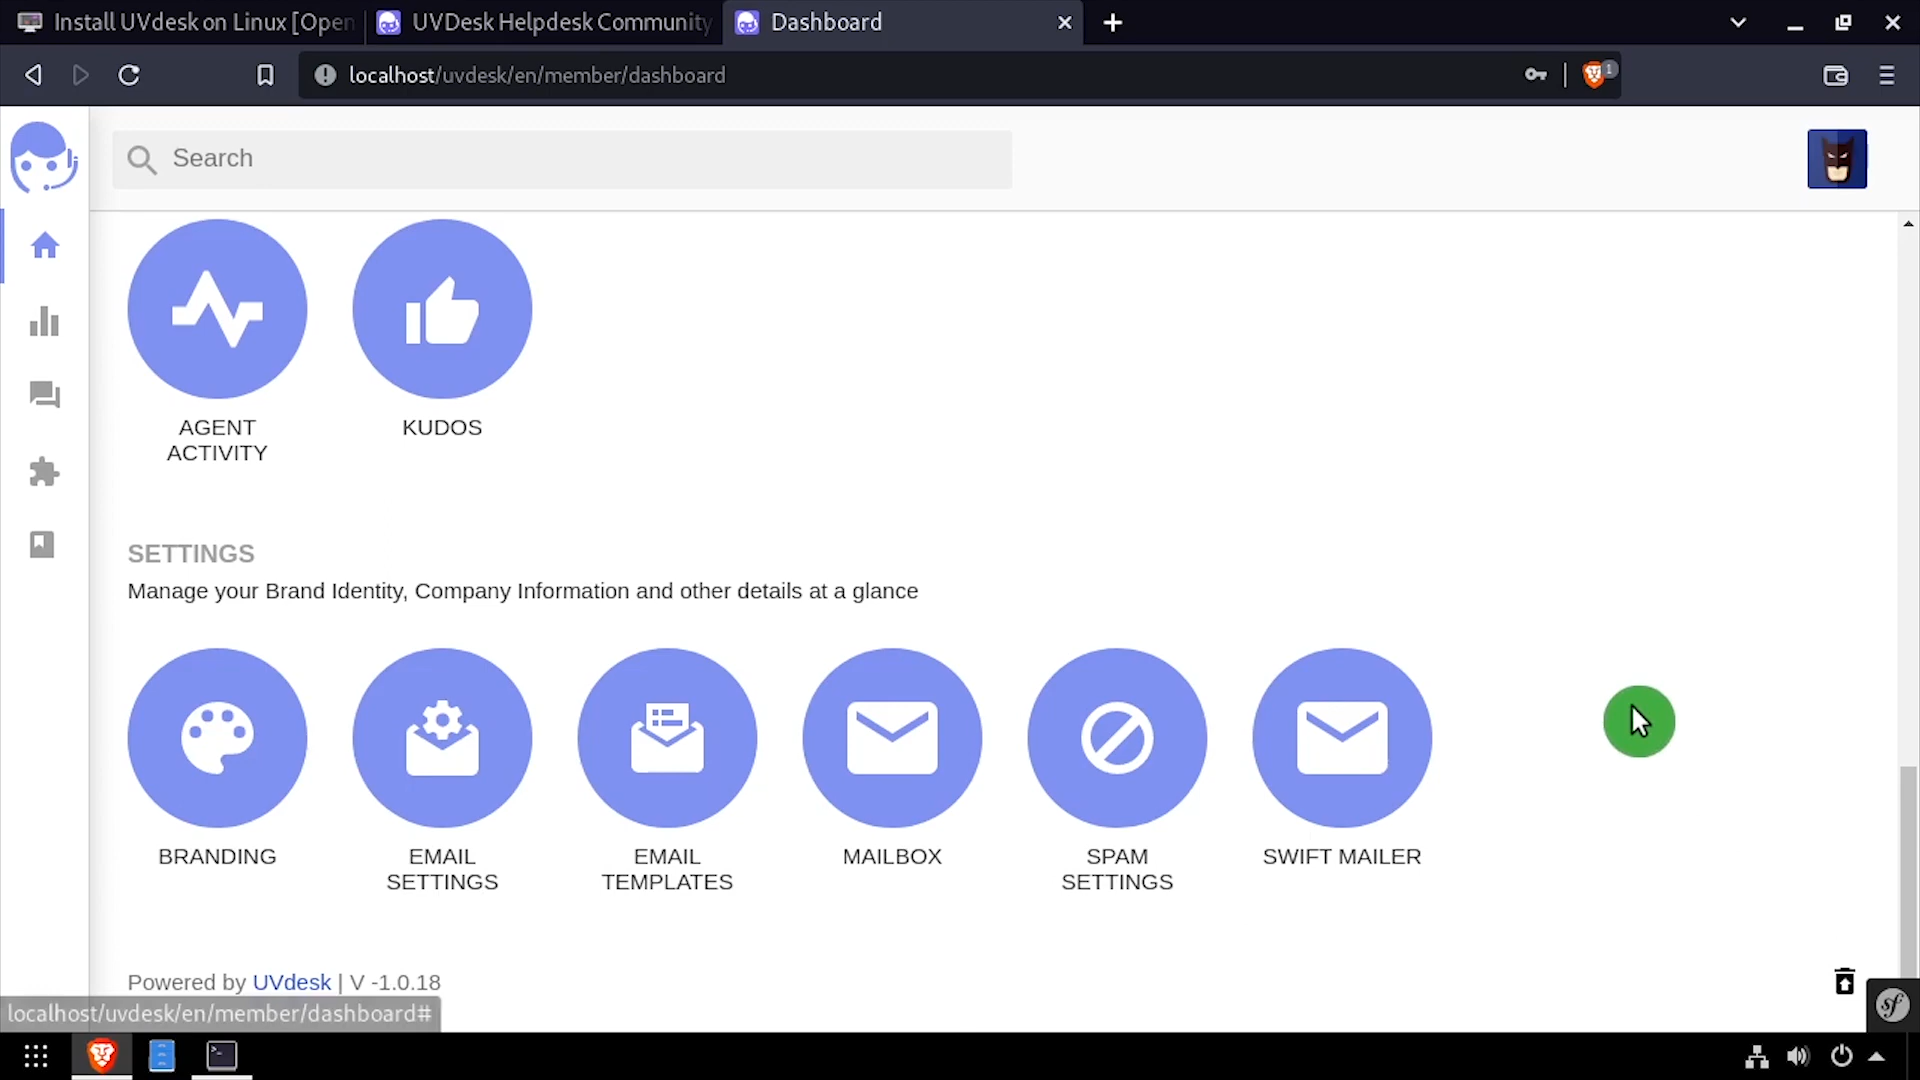 Install UVdesk on Linux [Open
UVDesk Helpdesk Community
Dashboard
localhost/uvdesk/en/member/dashboard
1
Search
AGENT
ACTIVITY
KUDOS
SETTINGS
Manage your Brand Identity, Company Information and other details at a glance
BRANDING
EMAIL
SETTINGS
EMAIL
TEMPLATES
MAILBOX
SPAM
SETTINGS
SWIFT MAILER
Powered by UVdesk | V -1.0.18
localhost/uvdesk/en/member/dashboard#
sf